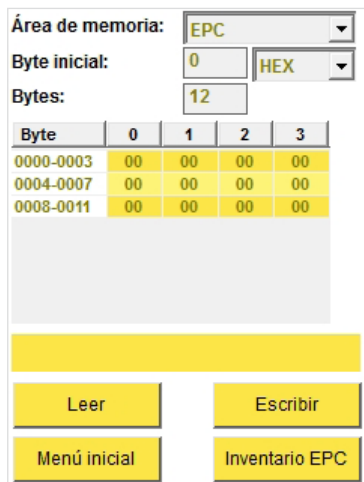 Área de memoria: EPC
Byte inicial: 0 HEX
Bytes: 12
Byte 0 1 2 3
0000-0003 00 00 00 00
0004-0007 00 00 00 00
0008-0011 00 00 00 00
Leer Escribir
Menú inicial Inventario EPC